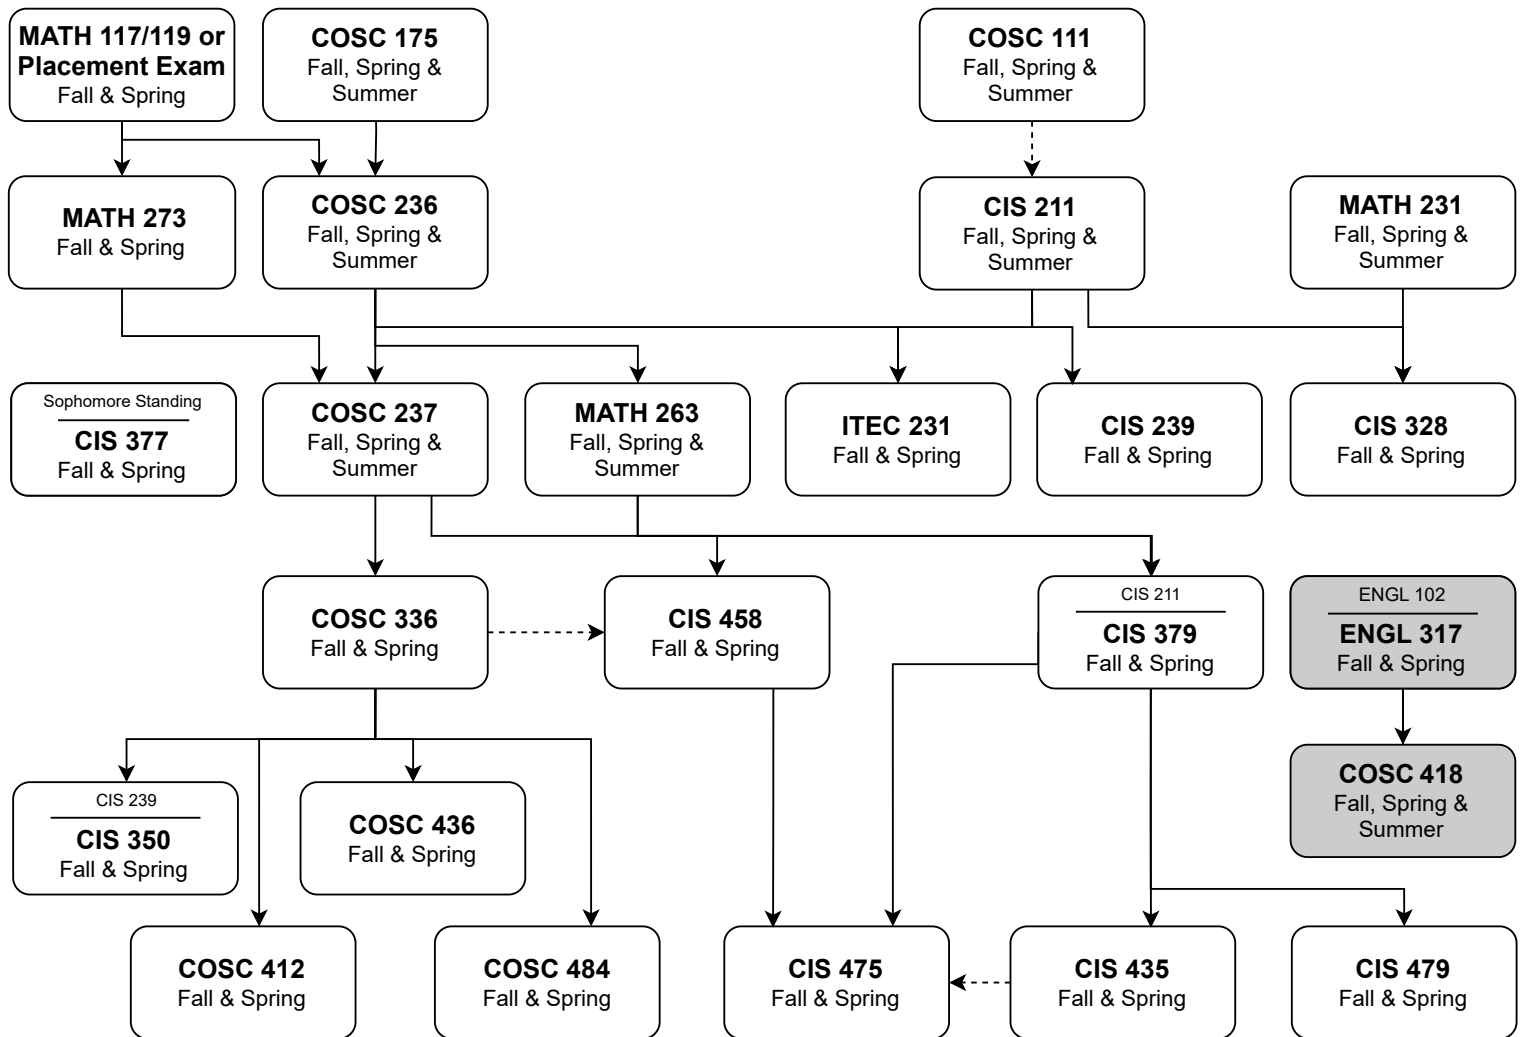 MATH 117/119 or
Placement Exam
Fall & Spring
COSC 175
Fall, Spring &
Summer
COSC 111
Fall, Spring &
Summer
MATH 273
Fall & Spring
COSC 236
Fall, Spring &
Summer
CIS 211
Fall, Spring &
Summer
MATH 231
Fall, Spring &
Summer
Sophomore Standing
CIS 377
Fall & Spring
COSC 237
Fall, Spring &
Summer
MATH 263
Fall, Spring &
Summer
ITEC 231
Fall & Spring
CIS 239
Fall & Spring
CIS 328
Fall & Spring
COSC 336
Fall & Spring
CIS 458
Fall & Spring
CIS 211
CIS 379
Fall & Spring
ENGL 102
ENGL 317
Fall & Spring
CIS 239
CIS 350
Fall & Spring
COSC 436
Fall & Spring
COSC 418
Fall, Spring &
Summer
COSC 412
Fall & Spring
COSC 484
Fall & Spring
CIS 475
Fall & Spring
CIS 435
Fall & Spring
CIS 479
Fall & Spring